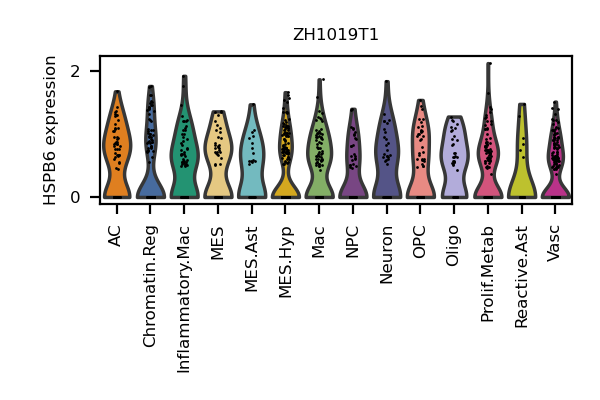 ZH1019T1
HSPB6 expression
2
0
AC
Chromatin.Reg
Inflammatory.Mac
MES
MES.Ast
MES.Hyp
Mac
NPC
Neuron
OPC
Oligo
Prolif.Metab
Reactive.Ast
Vasc